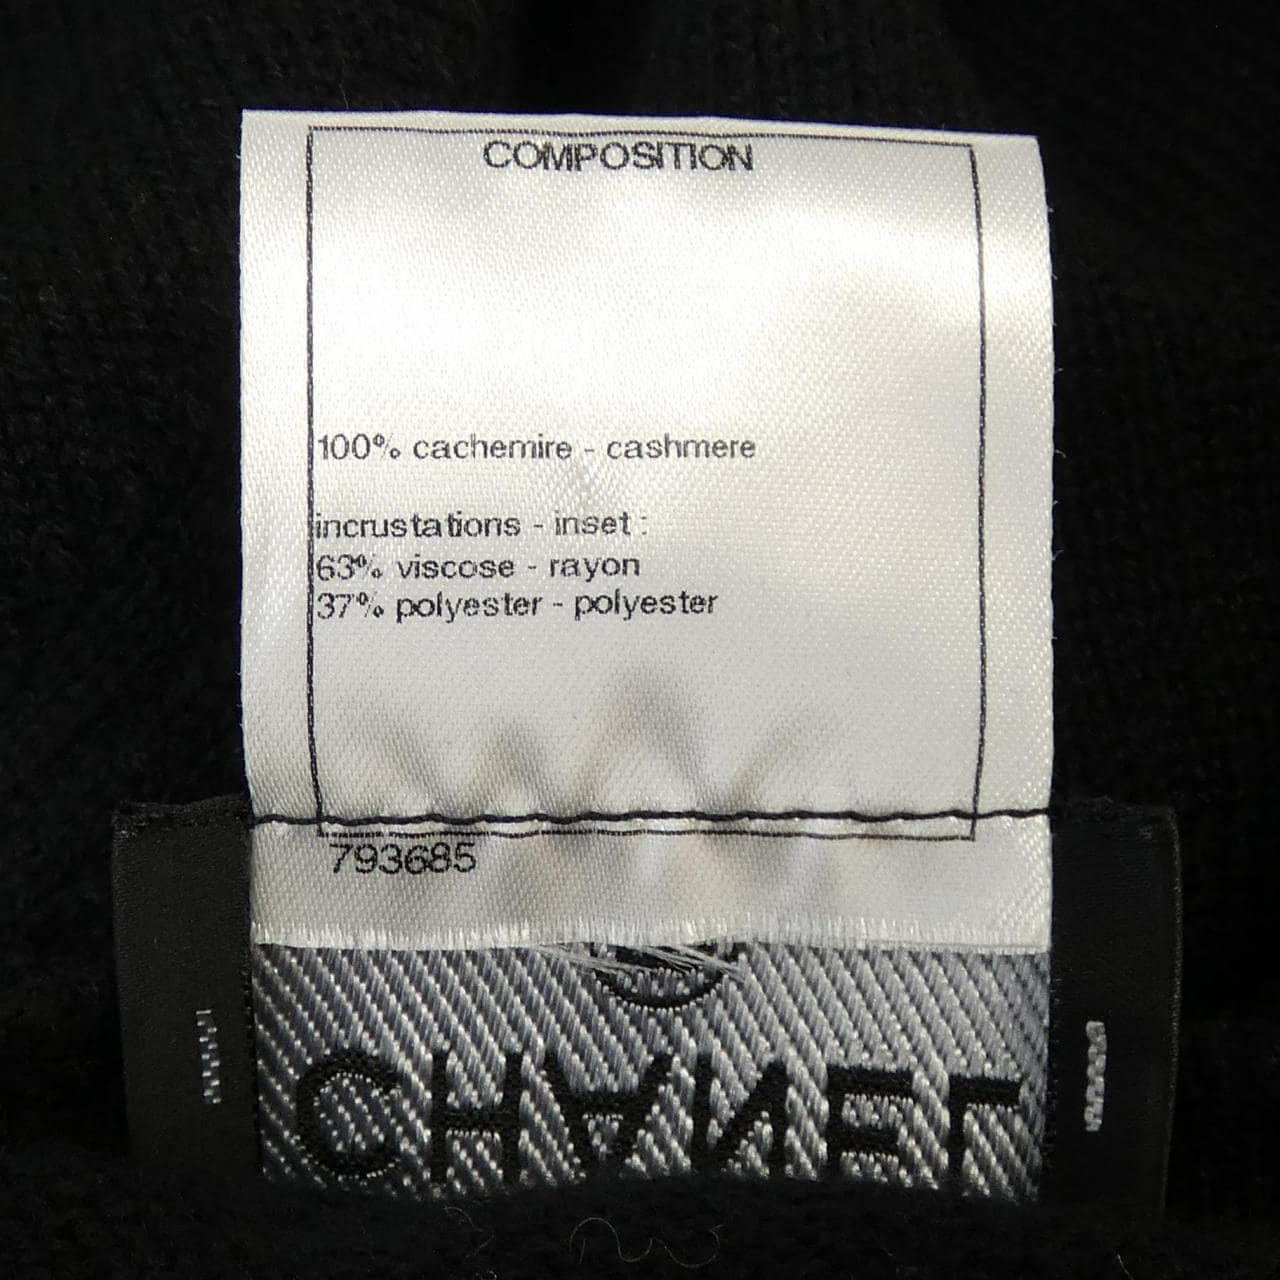 COMPOSITION
100% cachemire - cashmere
incrustations - inset :
63% viscose - rayon
37% polyester - polyester
793685
CHANEL